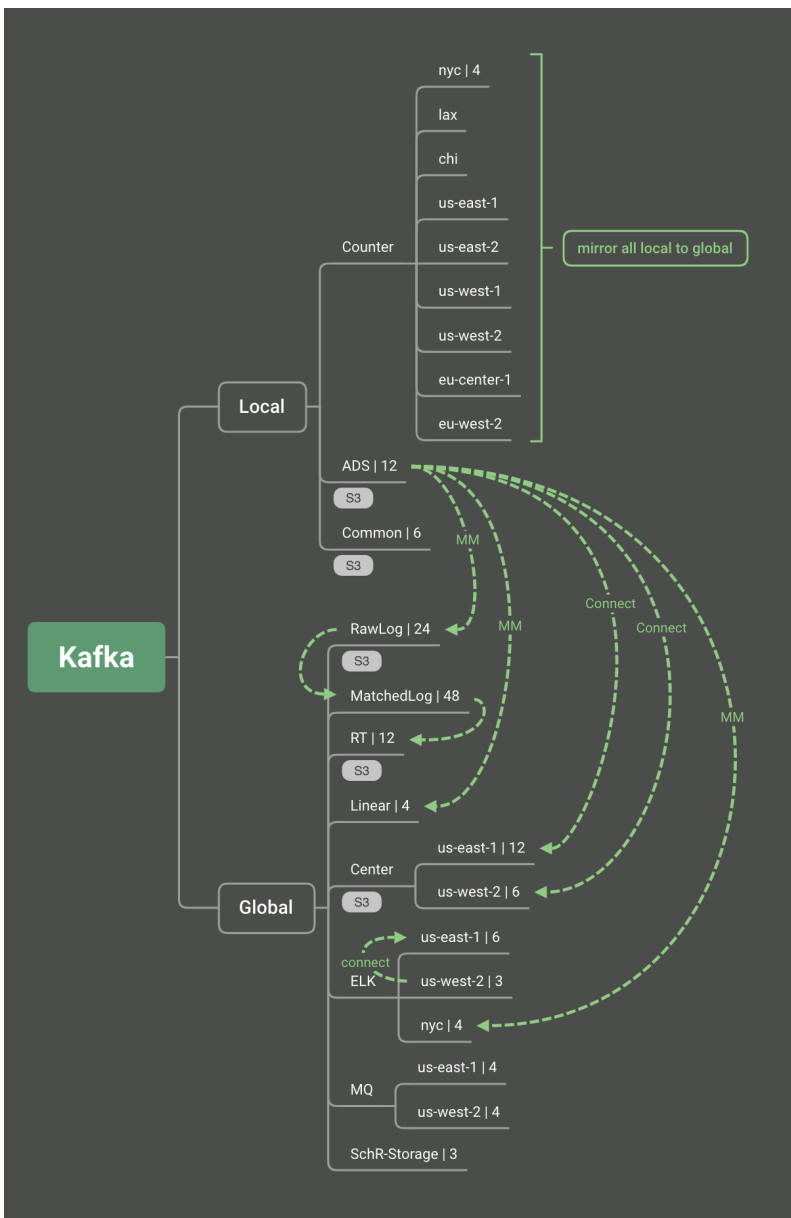 nyc | 4
lax
chi
us-east-1
Counter
us-east-2
mirror all local to global
us-west-1
us-west-2
eu-center-1
Local
eu-west-2
ADS | 12
S3
Common | 6
MM
S3
Connect
RawLog | 24
MM
Connect
Kafka
S3
MatchedLog | 48
MM
RT | 12
S3
Linear | 4
us-east-1 | 12
Center
us-west-2 | 6
S3
Global
us-east-1 | 6
connect
ELK
us-west-2 | 3
nyc | 4
us-east-1 | 4
MQ
us-west-2 | 4
SchR-Storage | 3